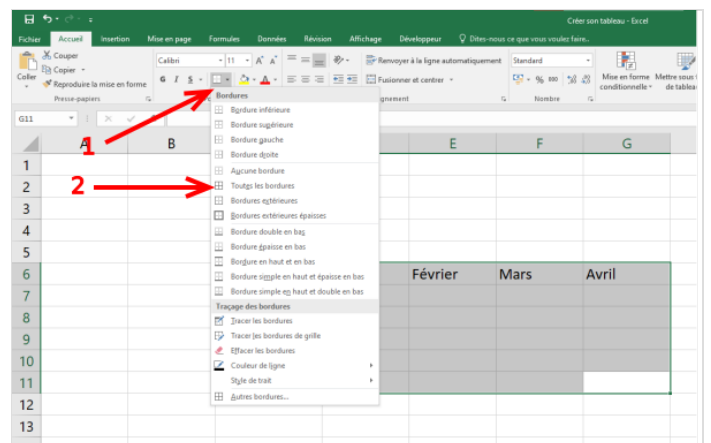 Créer son tableau - Excel
Fichier Accueil Insertion Mise en page Formules Données Révision Affichage Développeur Dites-nous ce que vous voulez faire..
Couper
Copier
Reproduire la mise en forme
Coller
Presse-papiers
Calibri 11
G I S
Renvoyer à la ligne automatiquement
Fusionner et centrer
Standard
% 000
Nombre
Mise en forme
conditionnelle
Mettre sous
de tablea
G11
Bordures
Bordure inférieure
Bordure supérieure
Bordure gauche
Bordure droite
Aucune bordure
Toutes les bordures
Bordures extérieures
Bordures extérieures épaisses
Bordure double en bas
Bordure épaisse en bas
Bordure en haut et en bas
Bordure simple en haut et épaisse en bas
Bordure simple en haut et double en bas
Traçage des bordures
Tracer les bordures
Tracer les bordures de grille
Effacer les bordures
Couleur de ligne
Style de trait
Autres bordures...
1
2
A B E F G
1
2
3
4
5
6 Février Mars Avril
7
8
9
10
11
12
13